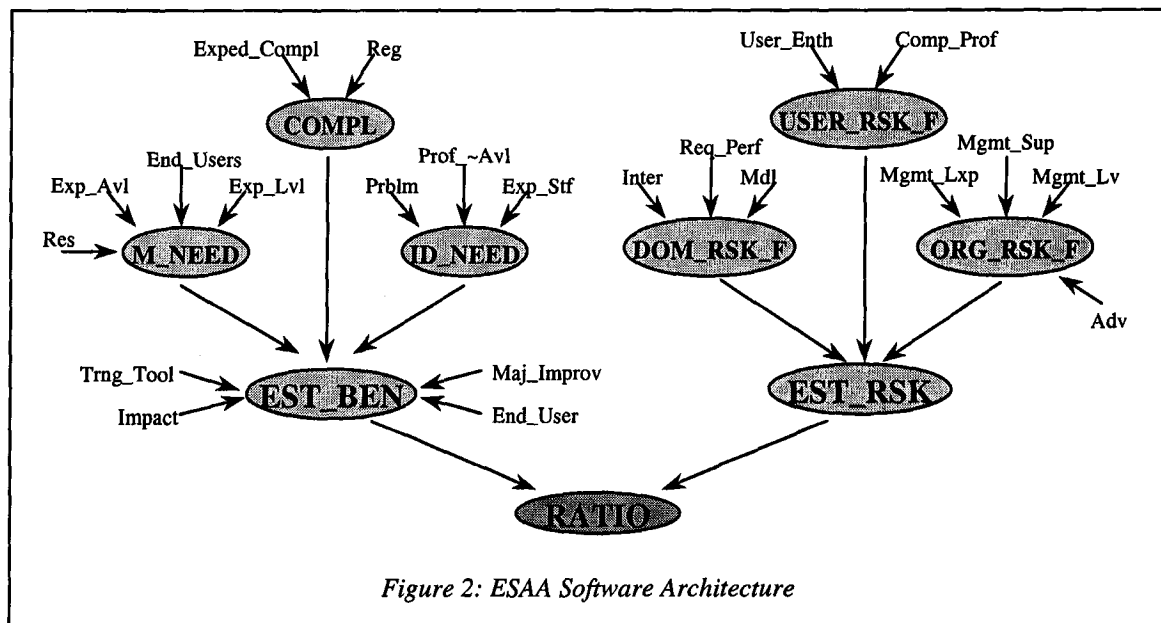 Exped_Compl
Reg
User_Enth
Comp_Prof
COMPL
USER_RSK_F
Exp_Avl
End_Users
Exp_Lvl
Prblm
Prof_~Avl
Exp_Stf
Inter
Req_Perf
Mdl
Mgmt_Lxp
Mgmt_Sup
Mgmt_Lv
Res
M_NEED
ID_NEED
DOM_RSK_F
ORG_RSK_F
Adv
Trng_Tool
Impact
EST_BEN
Maj_Improv
End_User
EST_RSK
RATIO
Figure 2: ESAA Software Architecture